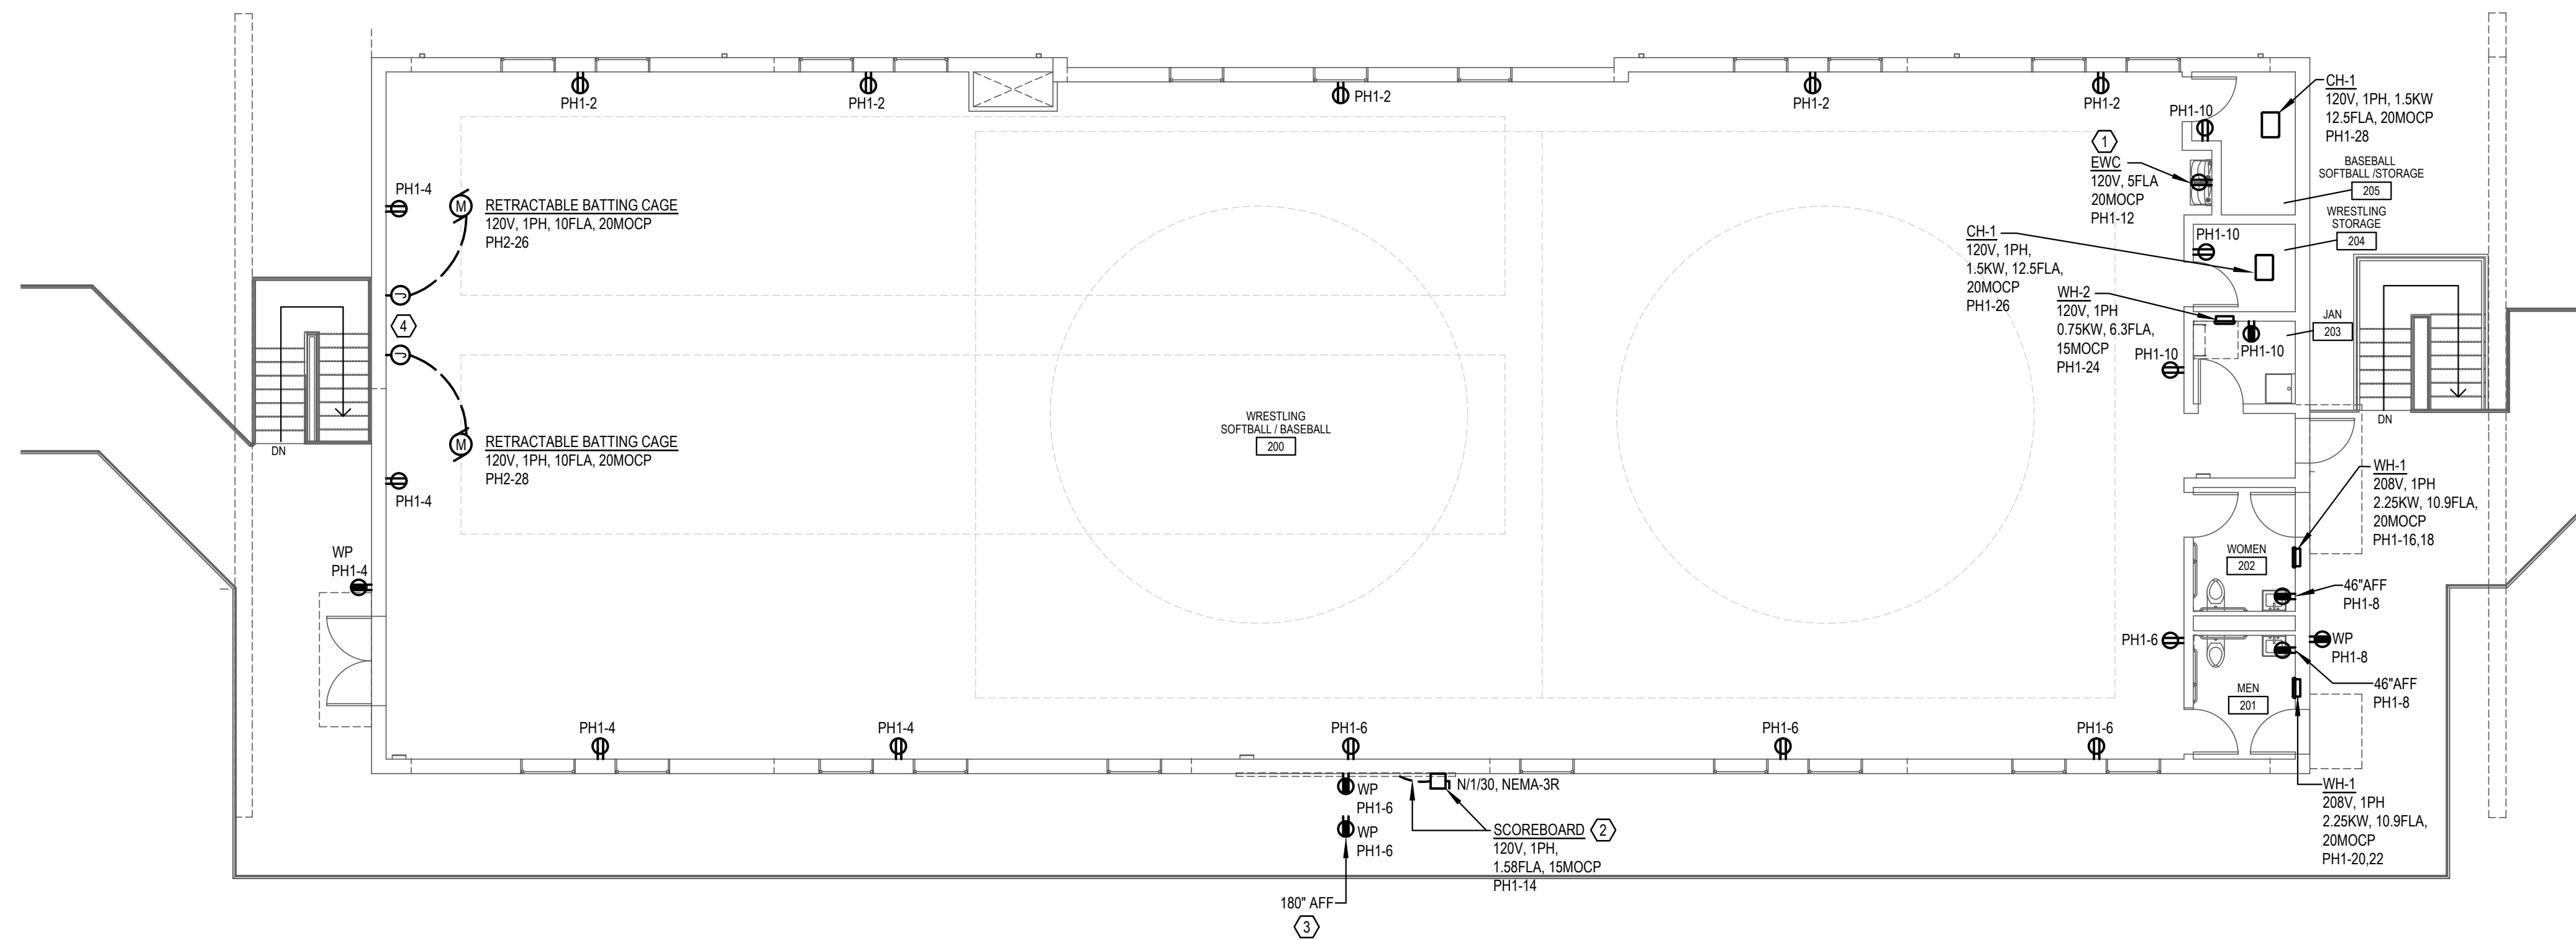 PH1-2
PH1-2
PH1-2
PH1-2
PH1-2
PH1-10
CH-1
120V, 1PH, 1.5KW
12.5FLA, 20MOCP
PH1-28
1
EWC
120V, 5FLA
20MOCP
PH1-12
BASEBALL
SOFTBALL /STORAGE
205
WRESTLING
STORAGE
204
PH1-4
M
RETRACTABLE BATTING CAGE
120V, 1PH, 10FLA, 20MOCP
PH2-26
J
4
J
PH1-10
CH-1
120V, 1PH,
1.5KW, 12.5FLA,
20MOCP
PH1-26
WH-2
120V, 1PH
0.75KW, 6.3FLA,
15MOCP
PH1-24
JAN
203
PH1-10
PH1-10
DN
DN
M
RETRACTABLE BATTING CAGE
120V, 1PH, 10FLA, 20MOCP
PH2-28
PH1-4
WRESTLING
SOFTBALL / BASEBALL
200
WH-1
208V, 1PH
2.25KW, 10.9FLA,
20MOCP
PH1-16,18
WP
PH1-4
WOMEN
202
46"AFF
PH1-8
PH1-6
WP
PH1-8
46"AFF
PH1-8
MEN
201
PH1-4
PH1-4
PH1-6
PH1-6
PH1-6
WP
PH1-6
N/1/30, NEMA-3R
WP
PH1-6
SCOREBOARD
2
120V, 1PH,
1.58FLA, 15MOCP
PH1-14
WH-1
208V, 1PH
2.25KW, 10.9FLA,
20MOCP
PH1-20,22
180" AFF
3